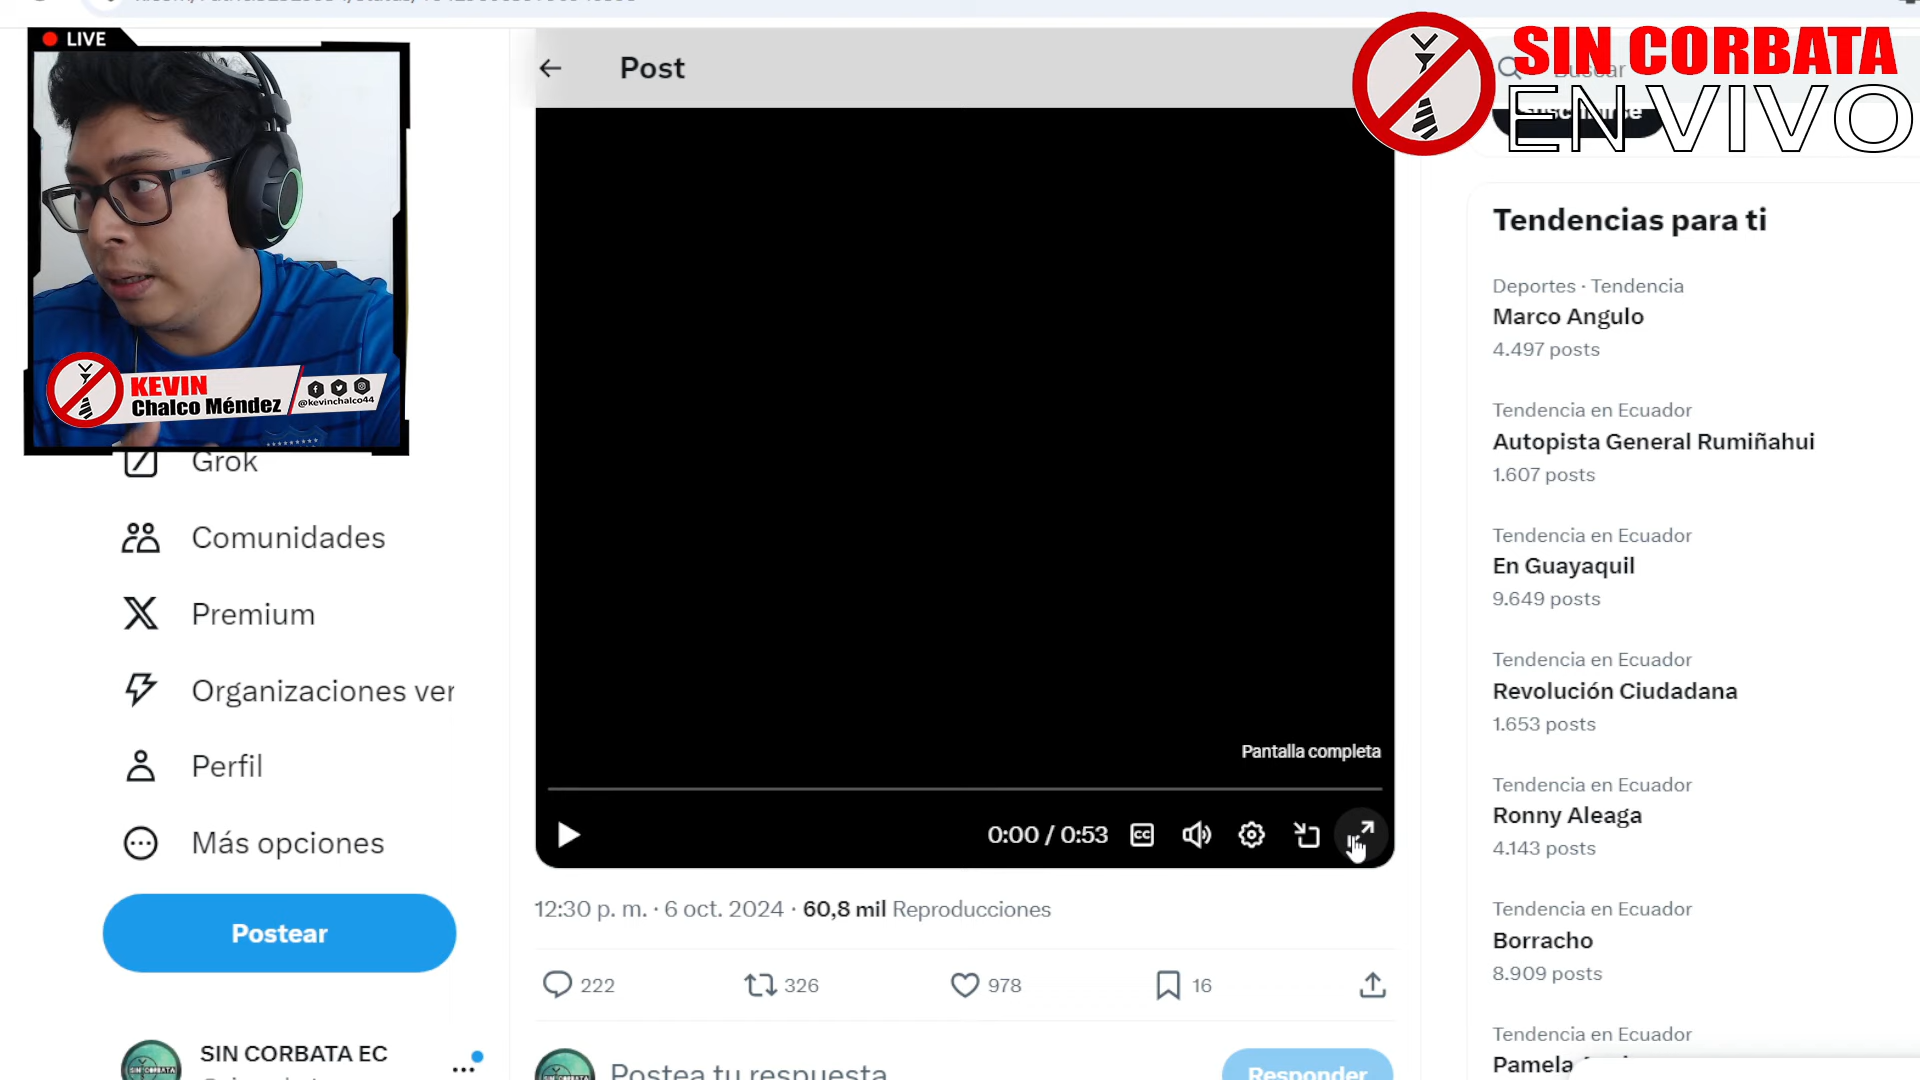 LIVE
Post
SIN CORBATA
EN VIVO
Buscar
Suscribirse
KEVIN
Chalco Méndez
@kevinchalco44
Grok
Comunidades
Premium
Organizaciones ver
Perfil
Más opciones
Postear
SIN CORBATA EC
Pantalla completa
0:00 / 0:53
CC
12:30 p. m. · 6 oct. 2024 · 60,8 mil Reproducciones
222
326
978
16
Postea tu respuesta
Responder
Tendencias para ti
Deportes · Tendencia
Marco Angulo
4.497 posts
Tendencia en Ecuador
Autopista General Rumiñahui
1.607 posts
Tendencia en Ecuador
En Guayaquil
9.649 posts
Tendencia en Ecuador
Revolución Ciudadana
1.653 posts
Tendencia en Ecuador
Ronny Aleaga
4.143 posts
Tendencia en Ecuador
Borracho
8.909 posts
Tendencia en Ecuador
Pamela